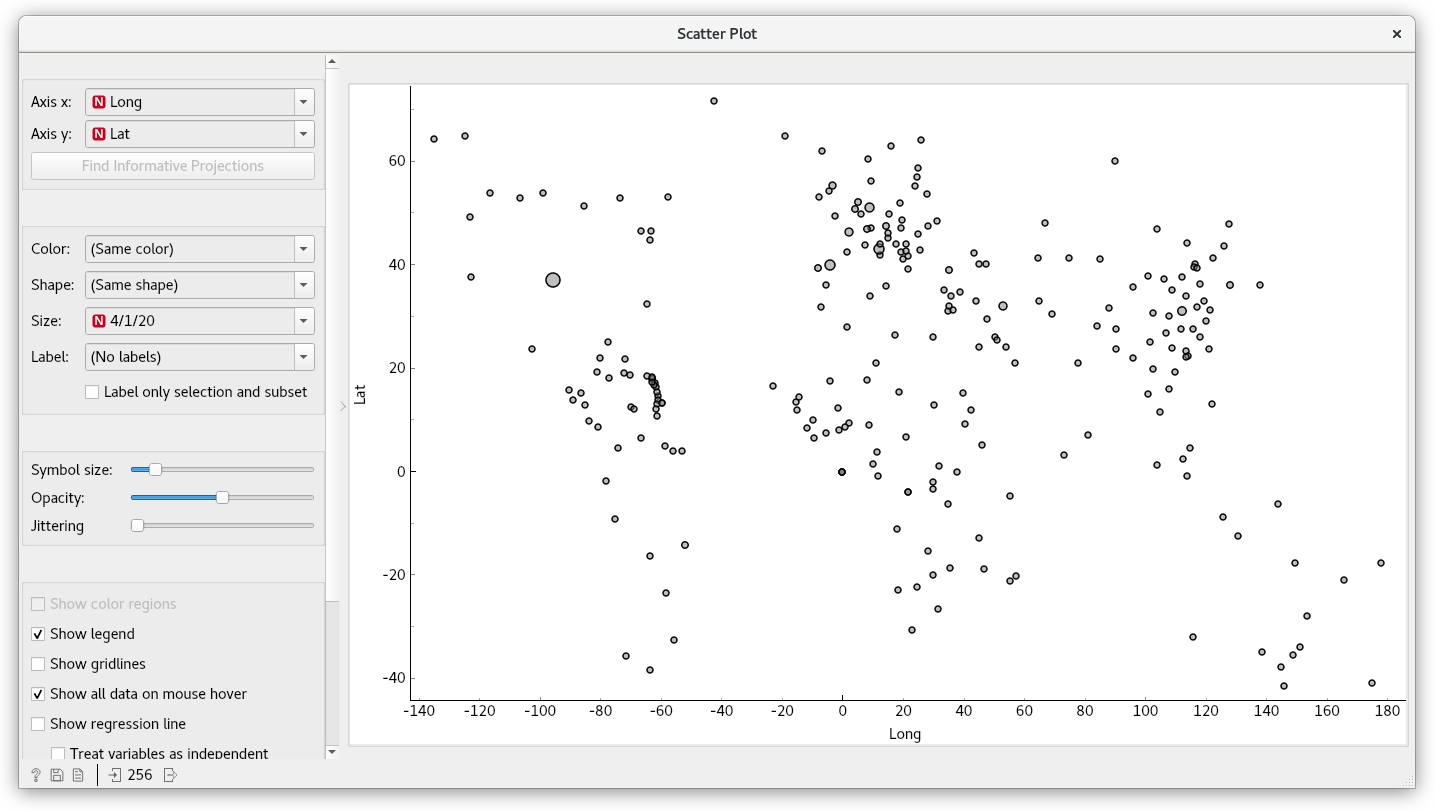 Scatter Plot
Axis x: N Long
Axis y: N Lat
Find Informative Projections
Color: (Same color)
Shape: (Same shape)
Size: N 4/1/20
Label: (No labels)
Label only selection and subset
Symbol size:
Opacity:
Jittering
Show color regions
Show legend
Show gridlines
Show all data on mouse hover
Show regression line
Treat variables as independent
? 256
Lat
60
40
20
0
-20
-40
-140 -120 -100 -80 -60 -40 -20 0 20 40 60 80 100 120 140 160 180
Long